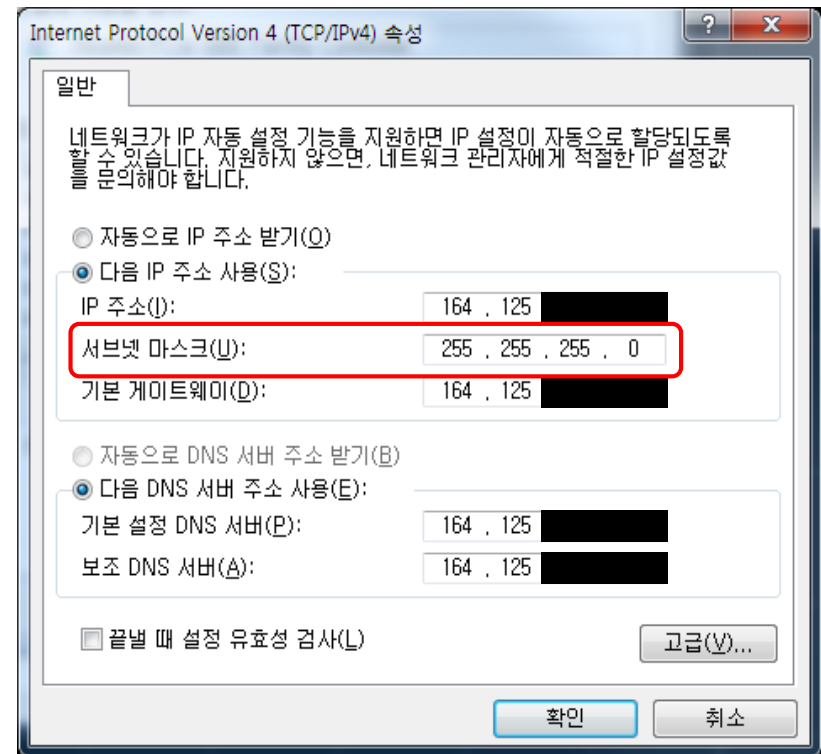 Internet Protocol Version 4 (TCP/IPv4) 속성
? X
일반
네트워크가 IP 자동 설정 기능을 지원하면 IP 설정이 자동으로 할당되도록
할 수 있습니다. 지원하지 않으면, 네트워크 관리자에게 적절한 IP 설정값
을 문의해야 합니다.
자동으로 IP 주소 받기(O)
다음 IP 주소 사용(S):
IP 주소(I): 164 . 125
서브넷 마스크(U): 255 . 255 . 255 . 0
기본 게이트웨이(D): 164 . 125
자동으로 DNS 서버 주소 받기(B)
다음 DNS 서버 주소 사용(E):
기본 설정 DNS 서버(P): 164 . 125
보조 DNS 서버(A): 164 . 125
끝낼 때 설정 유효성 검사(L)
고급(V)...
확인 취소